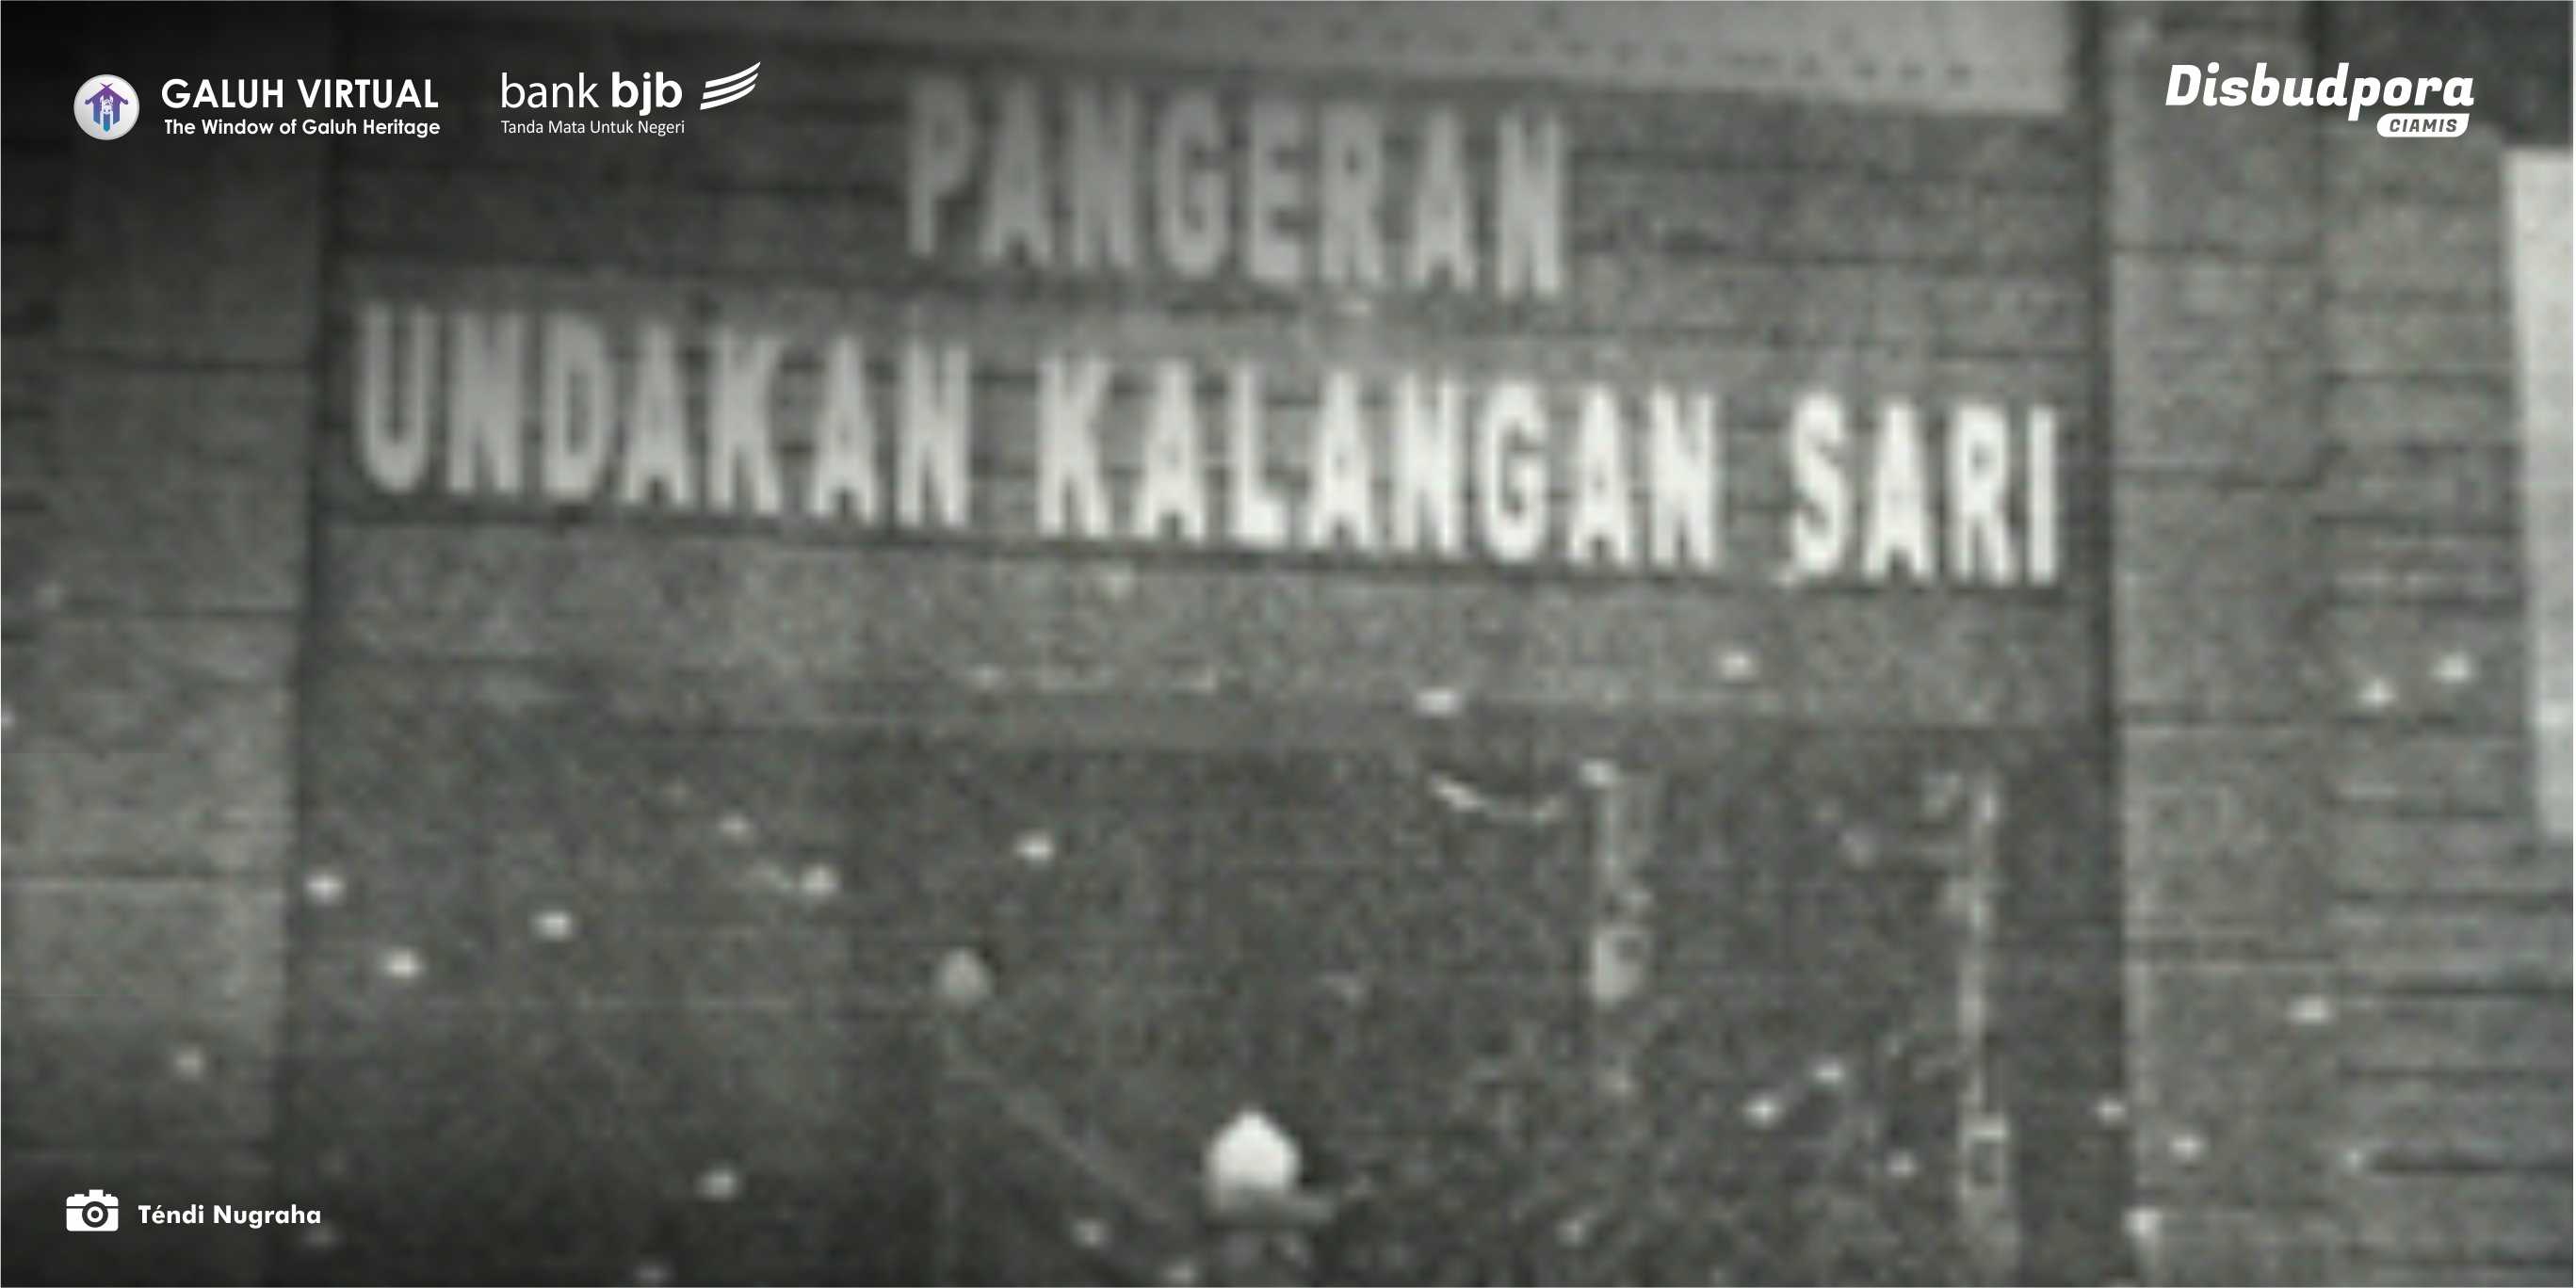 GALUH VIRTUAL
The Window of Galuh Heritage
bank bjb
Tanda Mata Untuk Negeri
Disbudpora
CIAMIS
PANGERAN
UNDAKAN KALANGAN SARI
Téndi Nugraha